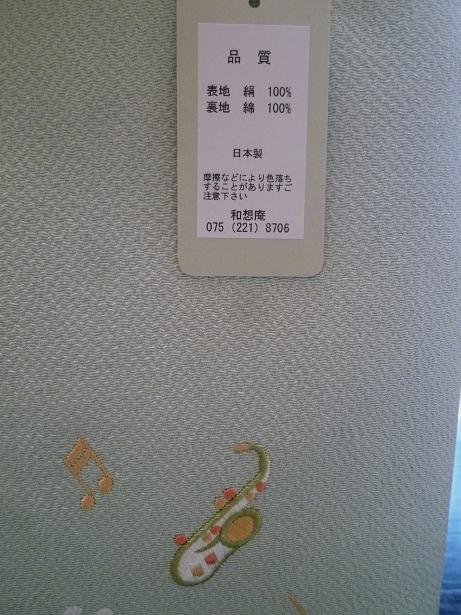 品 質
表地 絹 100%
裏地 綿 100%
日本製
摩擦などにより色落ち
することがありますご
注意下さい
和想庵
075 (221) 8706